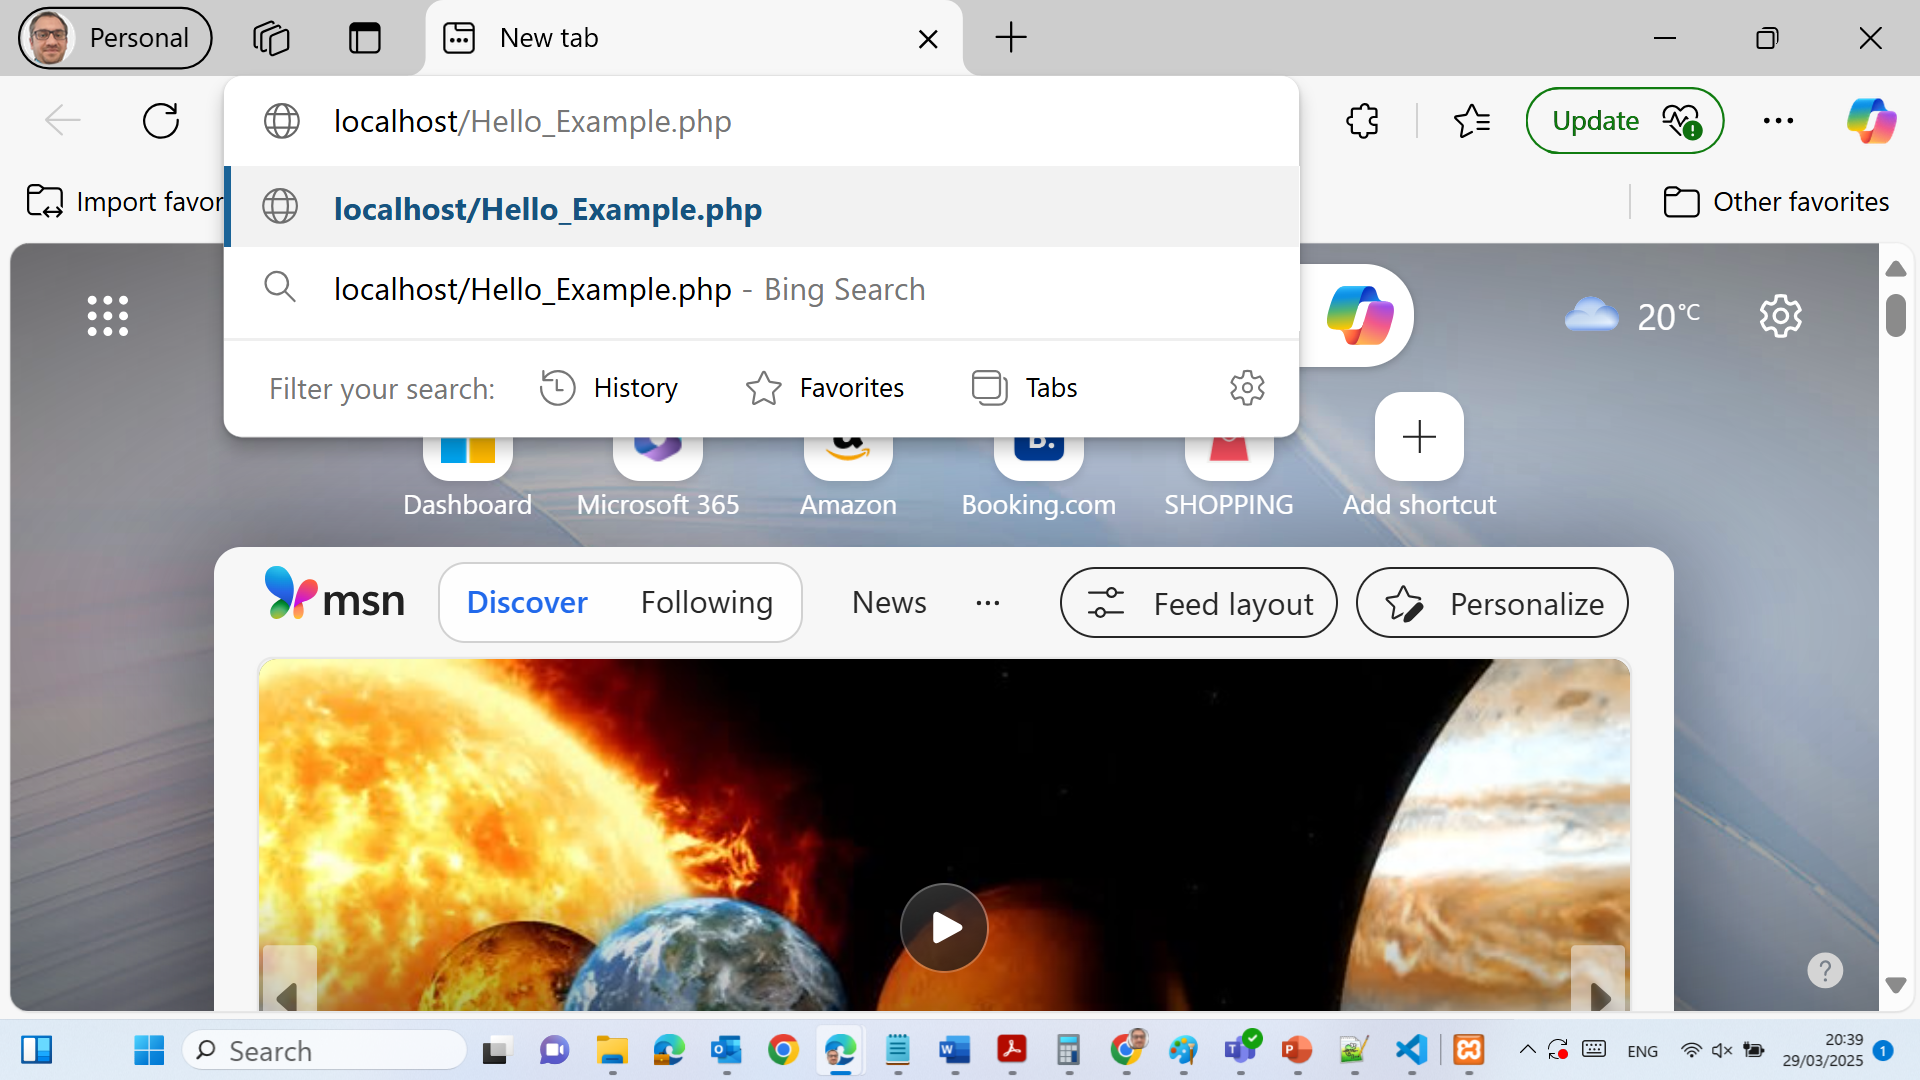 Personal
New tab
localhost/Hello_Example.php
Update
Import favor
localhost/Hello_Example.php
Other favorites
localhost/Hello_Example.php - Bing Search
20°C
Filter your search: History Favorites Tabs
B.
Dashboard Microsoft 365 Amazon Booking.com SHOPPING Add shortcut
msn Discover Following News ... Feed layout Personalize
Search
ENG
20:39
29/03/2025
1